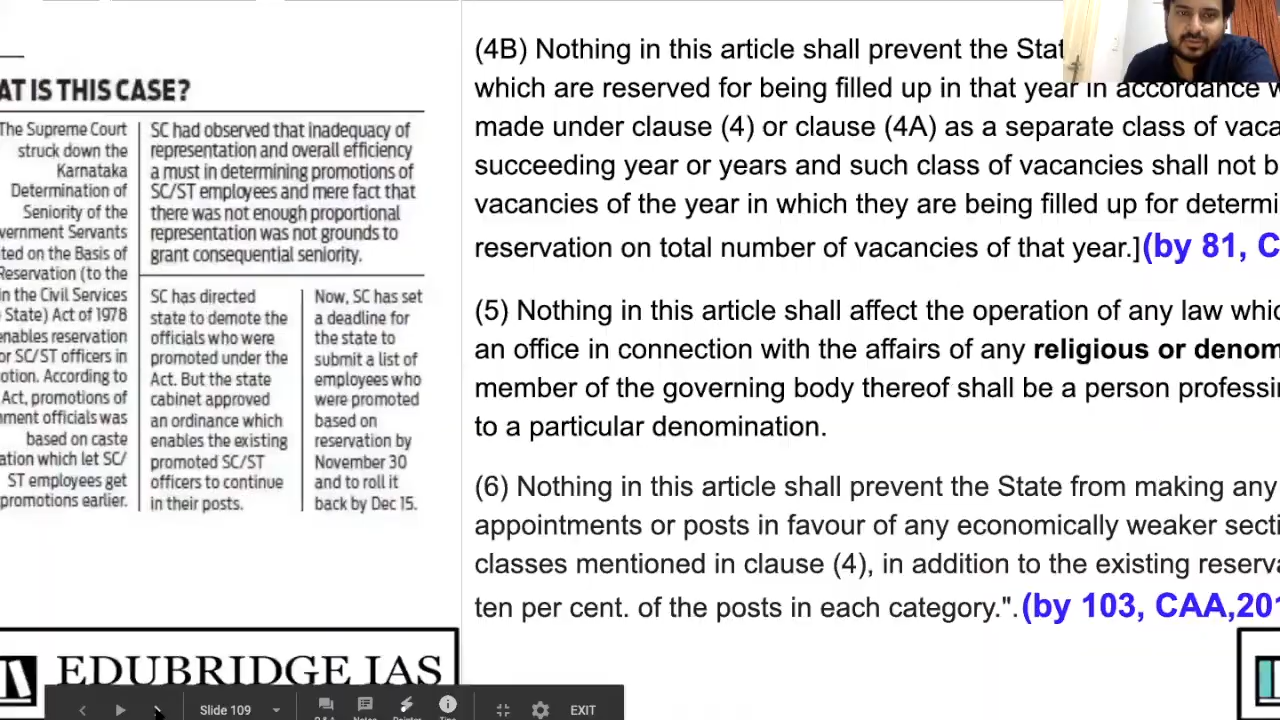 AT IS THIS CASE?
The Supreme Court
struck down the
Karnataka
Determination of
Seniority of the
vernment Servants
ted on the Basis of
Reservation (to the
in the Civil Services
State) Act of 1978
enables reservation
or SC/ST officers in
otion. According to
Act, promotions of
nment officials was
based on caste
ation which let SC/
ST employees get
promotions earlier.
SC had observed that inadequacy of
representation and overall efficiency
a must in determining promotions of
SC/ST employees and mere fact that
there was not enough proportional
representation was not grounds to
grant consequential seniority.
SC has directed
state to demote the
officials who were
promoted under the
Act. But the state
cabinet approved
an ordinance which
enables the existing
promoted SC/ST
officers to continue
in their posts.
Now, SC has set
a deadline for
the state to
submit a list of
employees who
were promoted
based on
reservation by
November 30
and to roll it
back by Dec 15.
(4B) Nothing in this article shall prevent the Stat
which are reserved for being filled up in that year in accordance w
made under clause (4) or clause (4A) as a separate class of vaca
succeeding year or years and such class of vacancies shall not b
vacancies of the year in which they are being filled up for determi
reservation on total number of vacancies of that year.](by 81, C
(5) Nothing in this article shall affect the operation of any law whic
an office in connection with the affairs of any religious or denom
member of the governing body thereof shall be a person professin
to a particular denomination.
(6) Nothing in this article shall prevent the State from making any
appointments or posts in favour of any economically weaker secti
classes mentioned in clause (4), in addition to the existing reserva
ten per cent. of the posts in each category.".(by 103, CAA,201
EDUBRIDGE IAS
Slide 109
Notes
EXIT